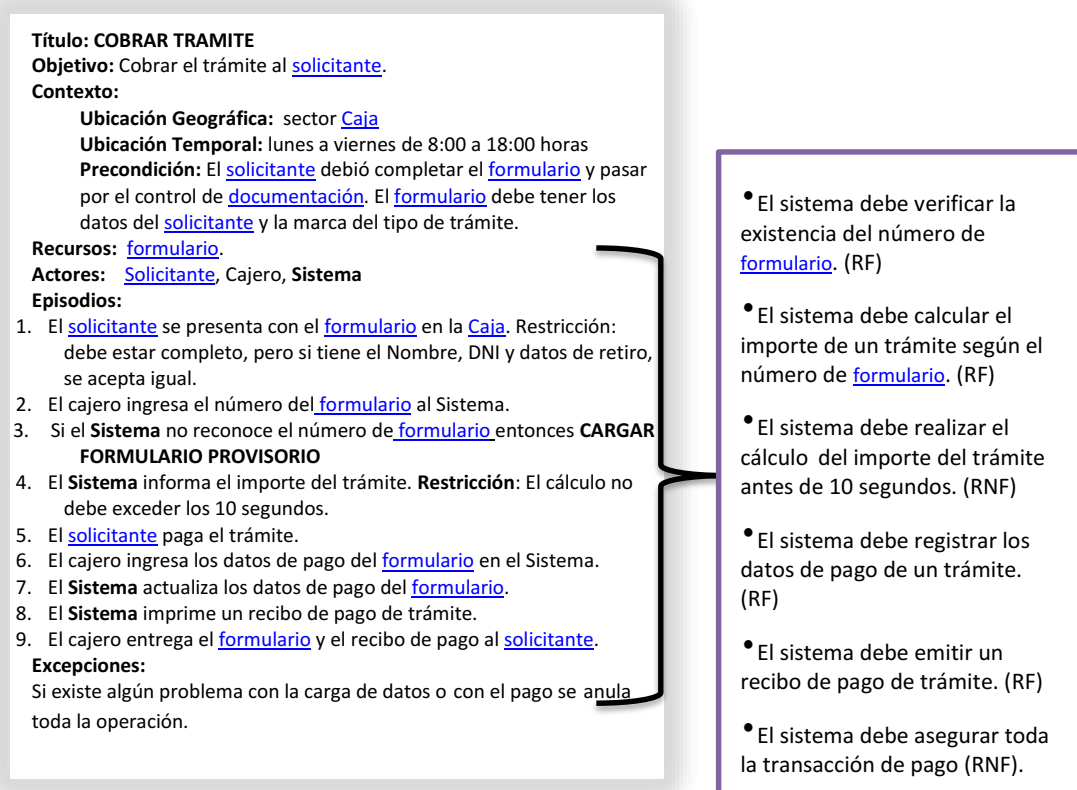 Título: COBRAR TRAMITE
Objetivo: Cobrar el trámite al solicitante.
Contexto:
Ubicación Geográfica: sector Caja
Ubicación Temporal: lunes a viernes de 8:00 a 18:00 horas
Precondición: El solicitante debió completar el formulario y pasar
por el control de documentación. El formulario debe tener los
datos del solicitante y la marca del tipo de trámite.
Recursos: formulario.
Actores: Solicitante, Cajero, Sistema
Episodios:
1. El solicitante se presenta con el formulario en la Caja. Restricción:
debe estar completo, pero si tiene el Nombre, DNI y datos de retiro,
se acepta igual.
2. El cajero ingresa el número del formulario al Sistema.
3. Si el Sistema no reconoce el número de formulario entonces CARGAR
FORMULARIO PROVISORIO
4. El Sistema informa el importe del trámite. Restricción: El cálculo no
debe exceder los 10 segundos.
5. El solicitante paga el trámite.
6. El cajero ingresa los datos de pago del formulario en el Sistema.
7. El Sistema actualiza los datos de pago del formulario.
8. El Sistema imprime un recibo de pago de trámite.
9. El cajero entrega el formulario y el recibo de pago al solicitante.
Excepciones:
Si existe algún problema con la carga de datos o con el pago se anula
toda la operación.
•El sistema debe verificar la
existencia del número de
formulario. (RF)
•El sistema debe calcular el
importe de un trámite según el
número de formulario. (RF)
•El sistema debe realizar el
cálculo del importe del trámite
antes de 10 segundos. (RNF)
•El sistema debe registrar los
datos de pago de un trámite.
(RF)
•El sistema debe emitir un
recibo de pago de trámite. (RF)
•El sistema debe asegurar toda
la transacción de pago (RNF).